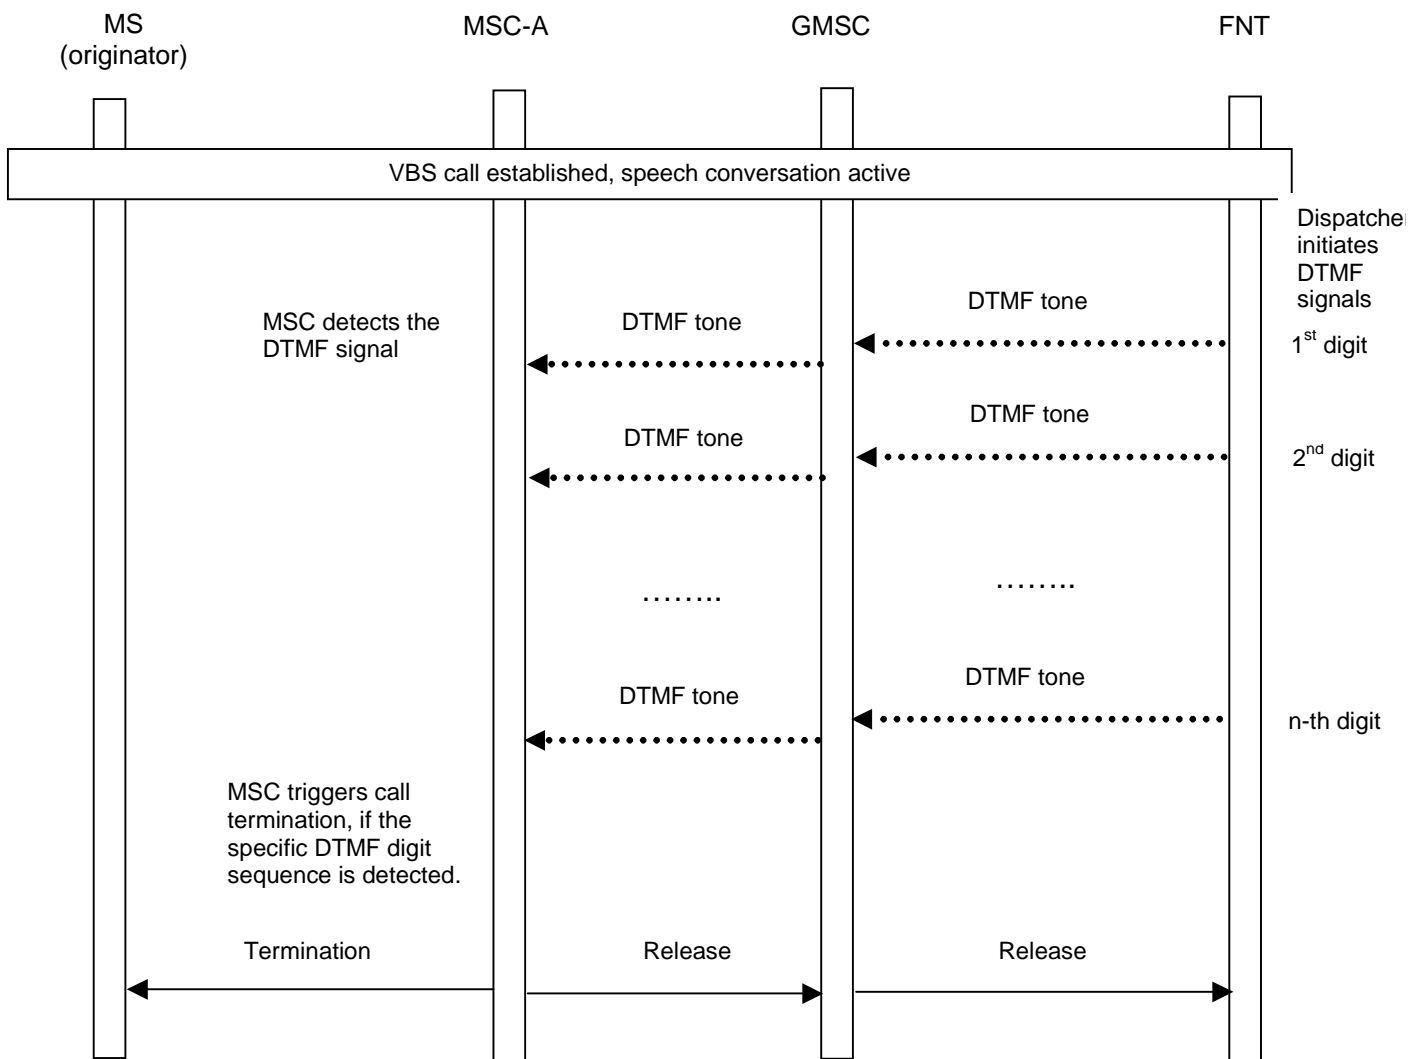 MS
(originator)
MSC-A
GMSC
FNT
VBS call established, speech conversation active
Dispatcher
initiates
DTMF
signals
MSC detects the
DTMF signal
DTMF tone
DTMF tone
1st digit
DTMF tone
DTMF tone
2nd digit
........
........
DTMF tone
DTMF tone
n-th digit
MSC triggers call
termination, if the
specific DTMF digit
sequence is detected.
Termination
Release
Release